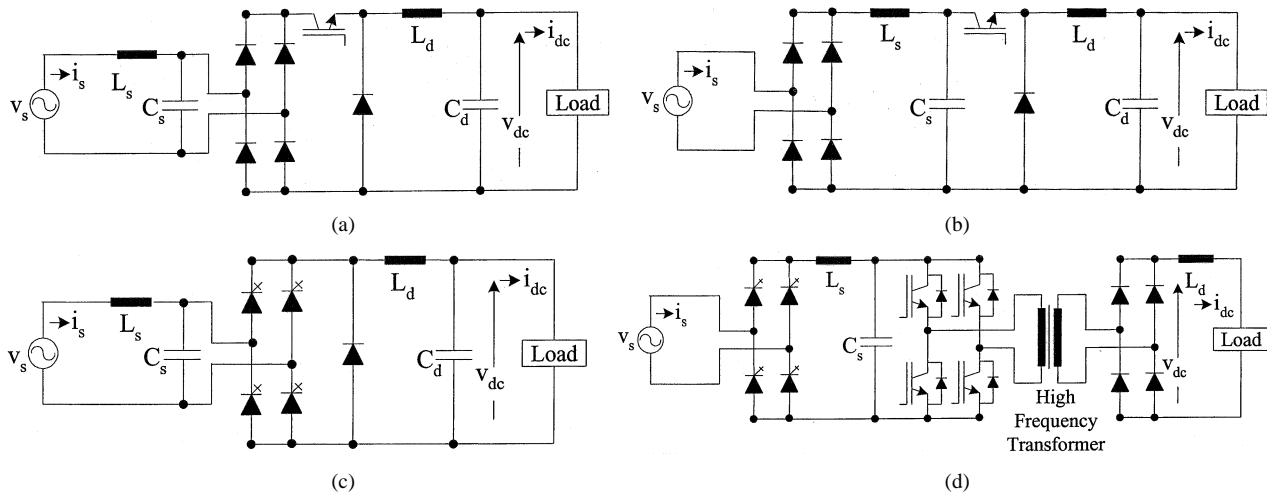 L_s
i_s
v_s
C_s
L_d
C_d
v_dc
i_dc
Load
(a)
i_s
v_s
L_s
C_s
L_d
C_d
v_dc
i_dc
Load
(b)
L_s
i_s
v_s
C_s
L_d
C_d
v_dc
i_dc
Load
(c)
i_s
v_s
L_s
C_s
High
Frequency
Transformer
L_d
i_dc
v_dc
Load
(d)